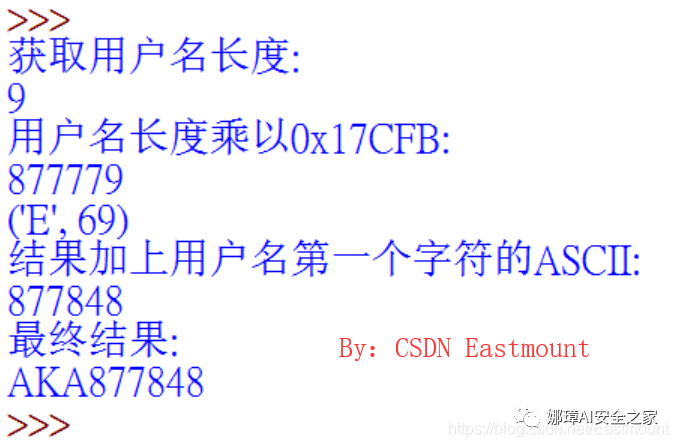 >>>
获取用户名长度:
9
用户名长度乘以0x17CFB:
877779
('E', 69)
结果加上用户名第一个字符的ASCII:
877848
最终结果:
By: CSDN Eastmount
AKA877848
>>>
娜璋AI安全之家
https://blog.csdn.net/Eastmount